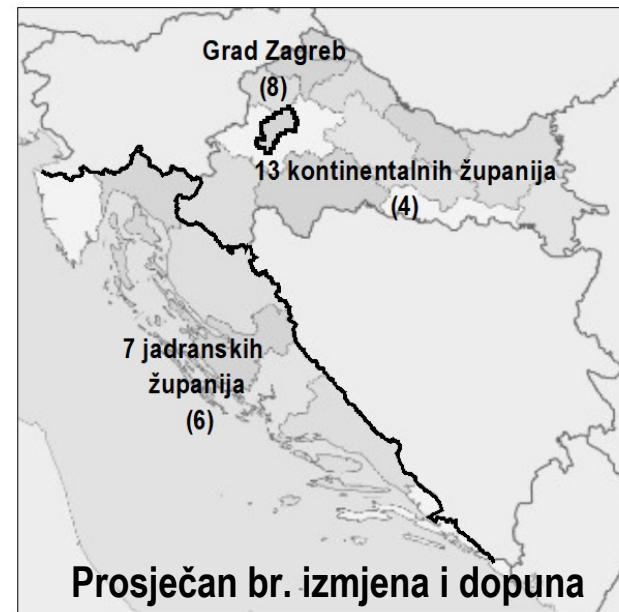 Grad Zagreb
(8)
13 kontinentalnih županija
(4)
7 jadranskih
županija
(6)
Prosječan br. izmjena i dopuna